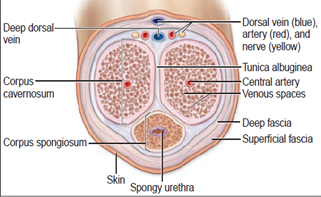 Deep dorsal
vein
Corpus
cavernosum
Corpus spongiosum
Skin
Spongy urethra
Dorsal vein (blue),
artery (red), and
nerve (yellow)
Tunica albuginea
Central artery
Venous spaces
Deep fascia
Superficial fascia